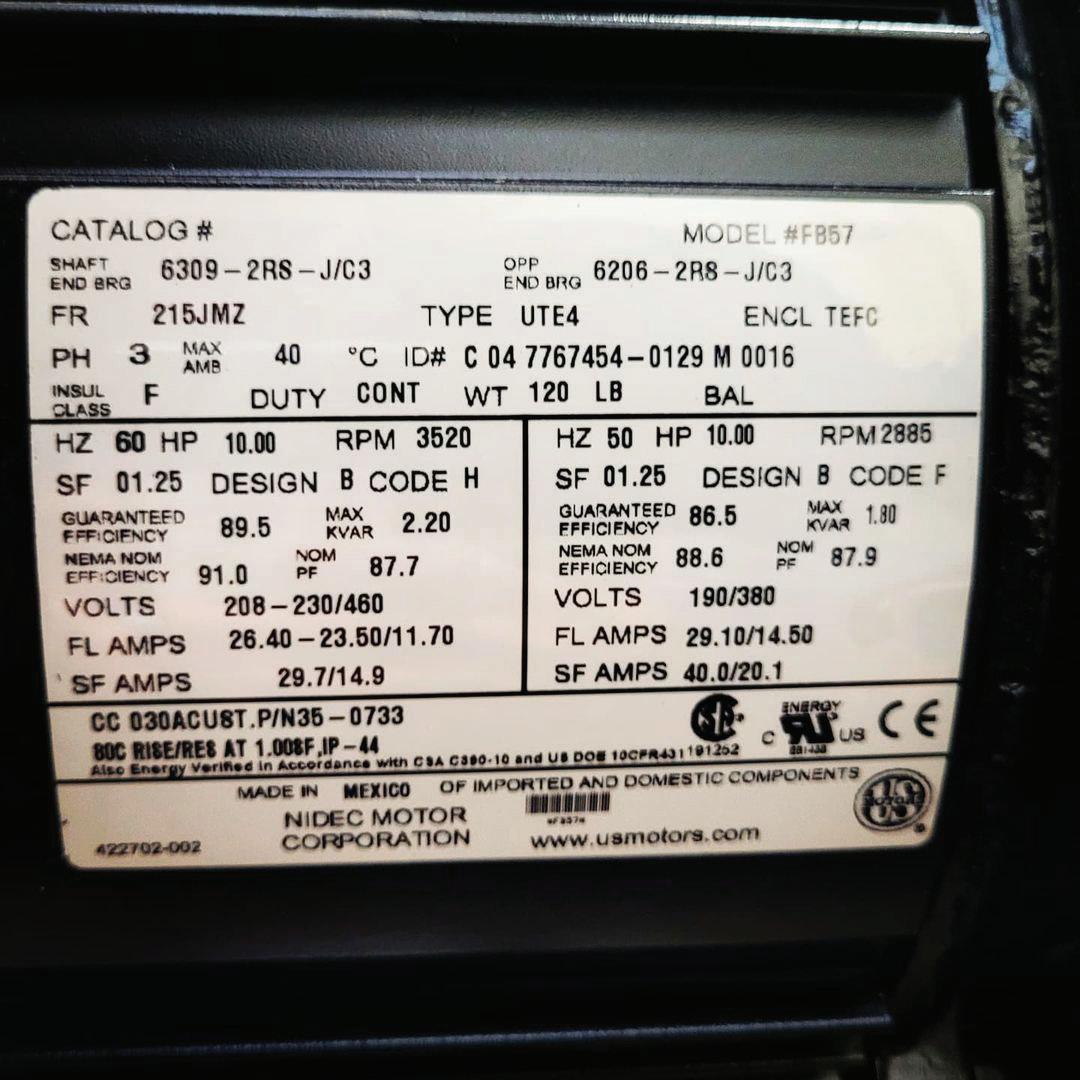 CATALOG # MODEL #FB57
SHAFT END BRG 6309-2RS-J/C3 OPP END BRG 6206-2RS-J/C3
FR 215JMZ TYPE UTE4 ENCL TEFC
PH 3 MAX AMB 40 °C ID# C 04 7767454-0129 M 0016
INSUL CLASS F DUTY CONT WT 120 LB BAL
HZ 60 HP 10.00 RPM 3520
SF 01.25 DESIGN B CODE H
GUARANTEED EFFICIENCY 89.5 MAX KVAR 2.20
NEMA NOM EFFICIENCY 91.0 NOM PF 87.7
VOLTS 208-230/460
FL AMPS 26.40-23.50/11.70
SF AMPS 29.7/14.9
HZ 50 HP 10.00 RPM 2885
SF 01.25 DESIGN B CODE F
GUARANTEED EFFICIENCY 86.5 MAX KVAR 1.80
NEMA NOM EFFICIENCY 88.6 NOM PF 87.9
VOLTS 190/380
FL AMPS 29.10/14.50
SF AMPS 40.0/20.1
CC 030ACUST.P/N35-0733
80C RISE/RES AT 1.00SF,IP-44
Also Energy Verified in Accordance with CSA C390-10 and US DOE 10CFR431 191252
SA ENERGY C US CE
MADE IN MEXICO OF IMPORTED AND DOMESTIC COMPONENTS
NIDEC MOTOR
CORPORATION www.usmotors.com
422702-002
US MOTORS